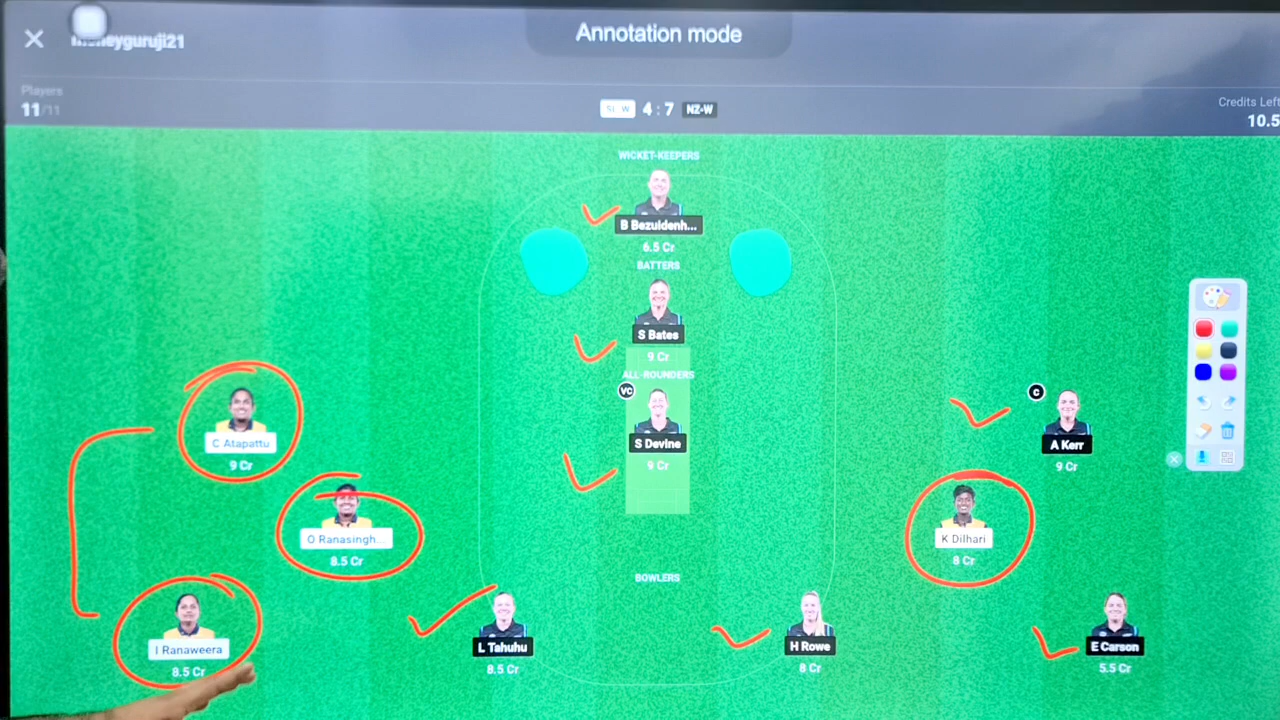 Annotation mode
moneyguruji21
Players
11/11
SL-W 4 : 7 NZ-W
Credits Left
10.5
WICKET-KEEPERS
B Bezuidenh...
6.5 Cr
BATTERS
S Bates
9 Cr
ALL-ROUNDERS
C Atapattu
9 Cr
VC
S Devine
9 Cr
C
A Kerr
9 Cr
O Ranasingh...
8.5 Cr
K Dilhari
8 Cr
BOWLERS
I Ranaweera
8.5 Cr
L Tahuhu
8.5 Cr
H Rowe
8 Cr
E Carson
5.5 Cr